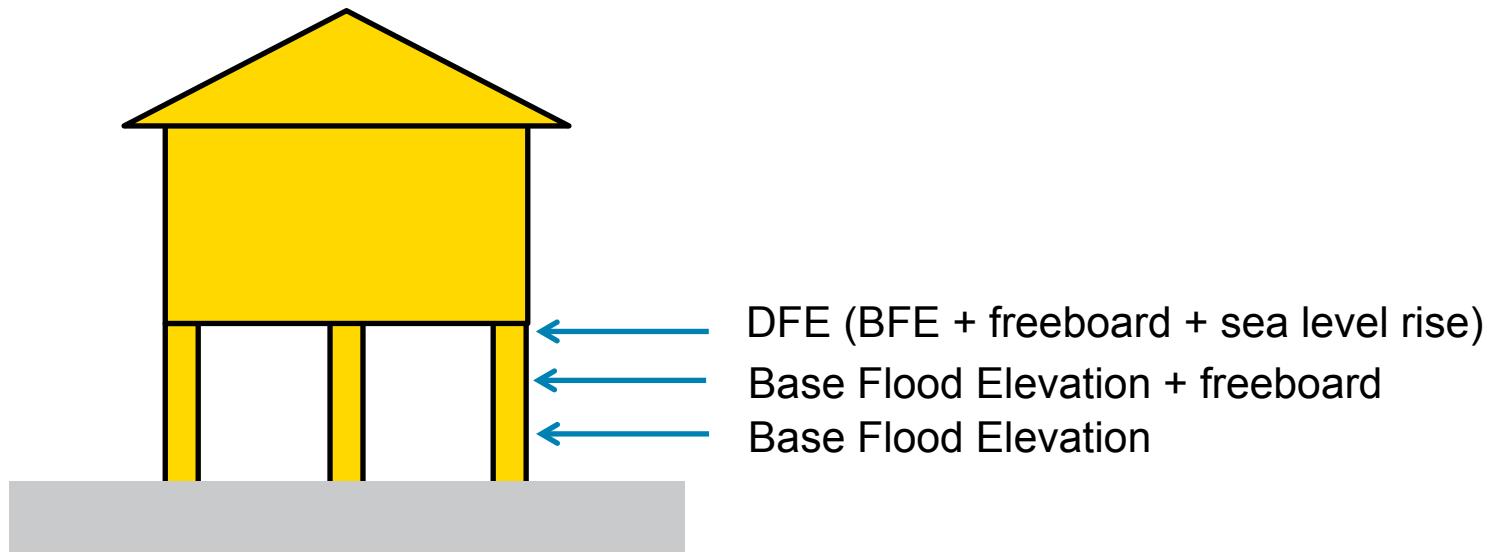 DFE (BFE + freeboard + sea level rise)
Base Flood Elevation + freeboard
Base Flood Elevation